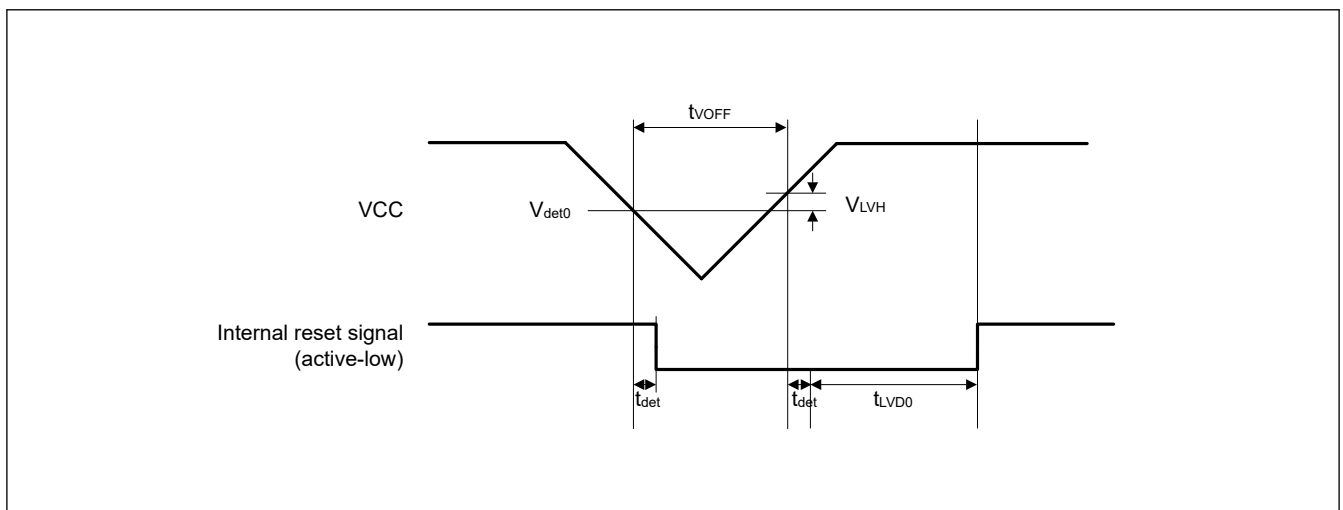 tVOFF
VCC
Vdet0
VLVH
Internal reset signal
(active-low)
tdet
tdet
tLVD0